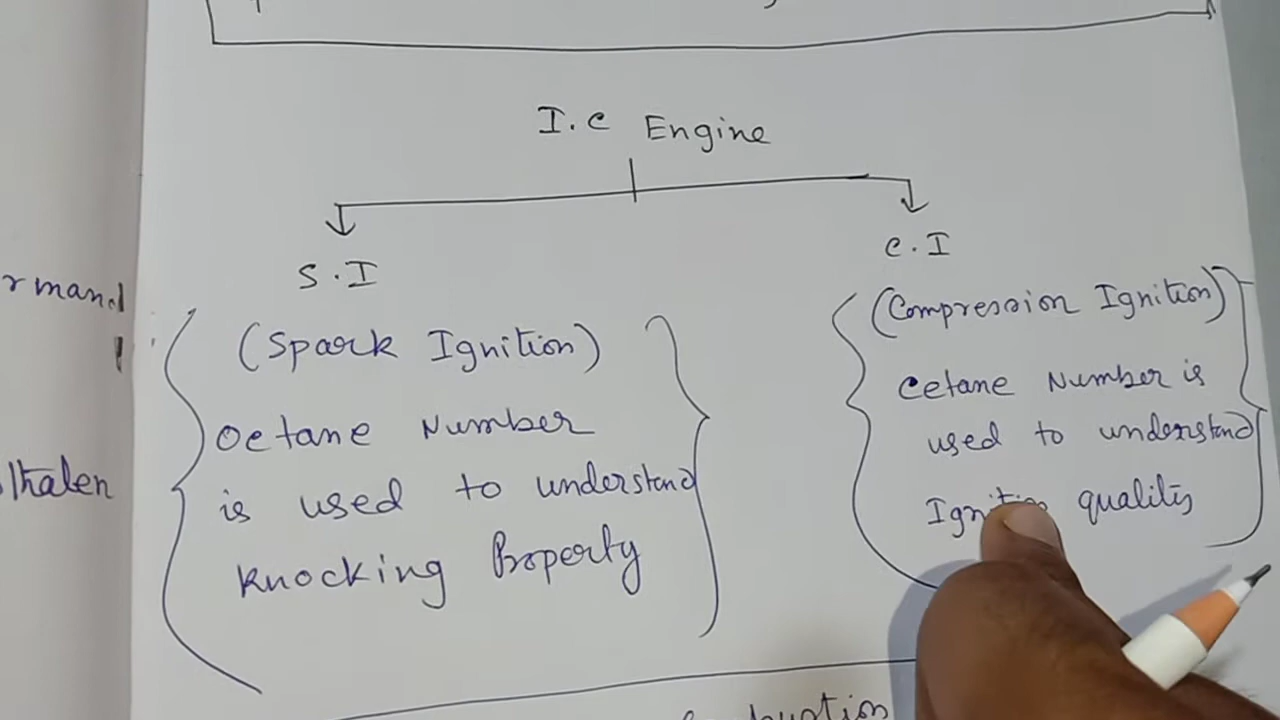 I.C Engine
S.I
C.I
(Spark Ignition)
Octane Number
is used to understand
Knocking Property
(Compression Ignition)
Cetane Number is
used to understand
Ignition quality